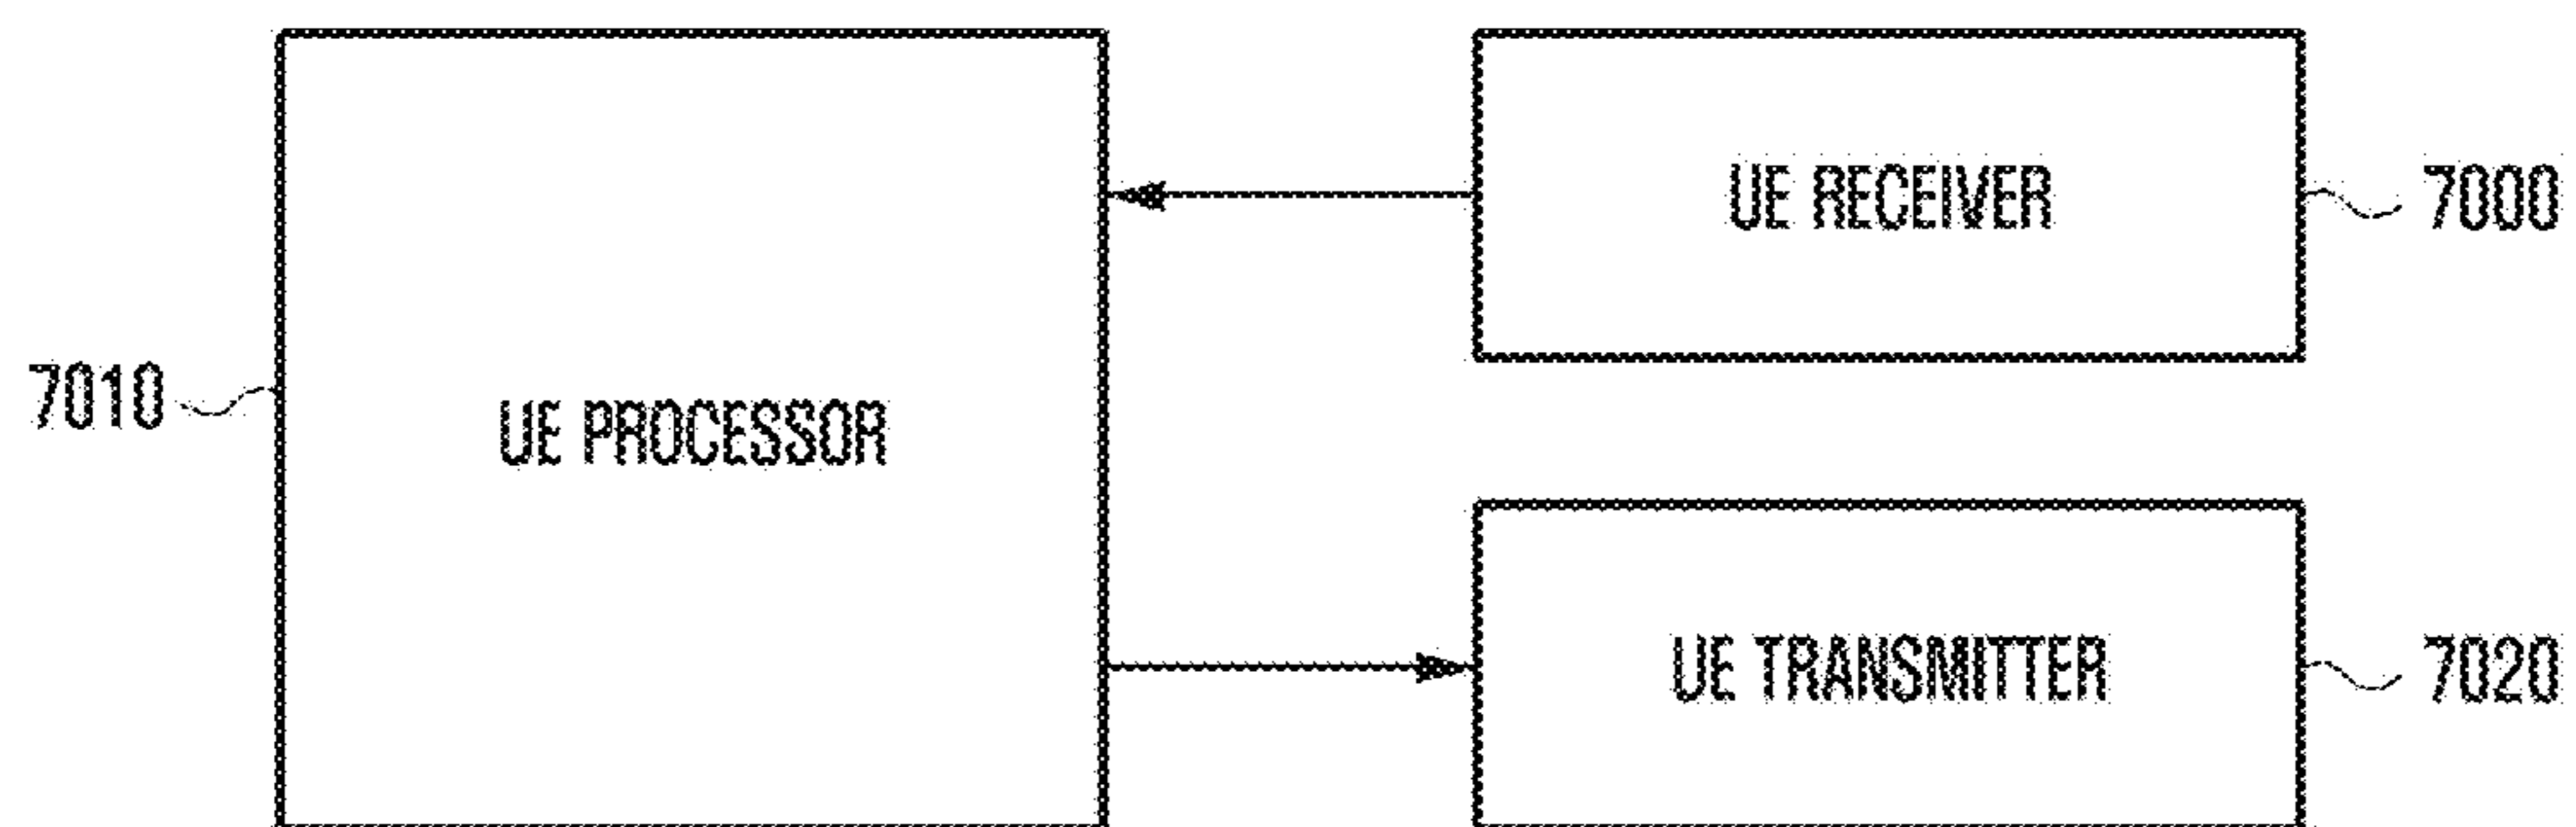 UE RECEIVER
7000
7010
UE PROCESSOR
UE TRANSMITTER
7020